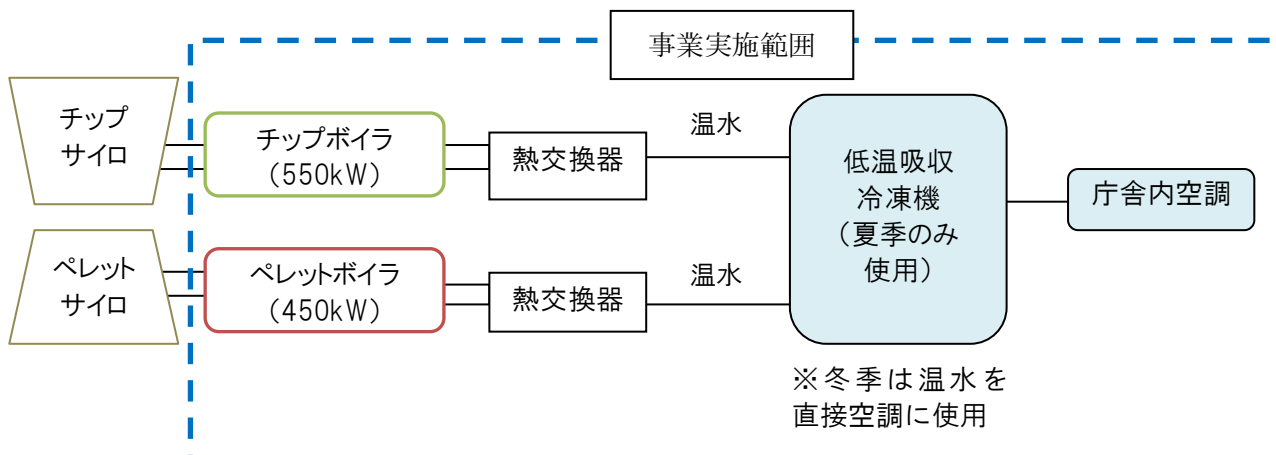 事業実施範囲
チップ
サイロ
チップボイラ
(550kW)
熱交換器
温水
低温吸収
冷凍機
(夏季のみ
使用)
庁舎内空調
ペレット
サイロ
ペレットボイラ
(450kW)
熱交換器
温水
※冬季は温水を
直接空調に使用